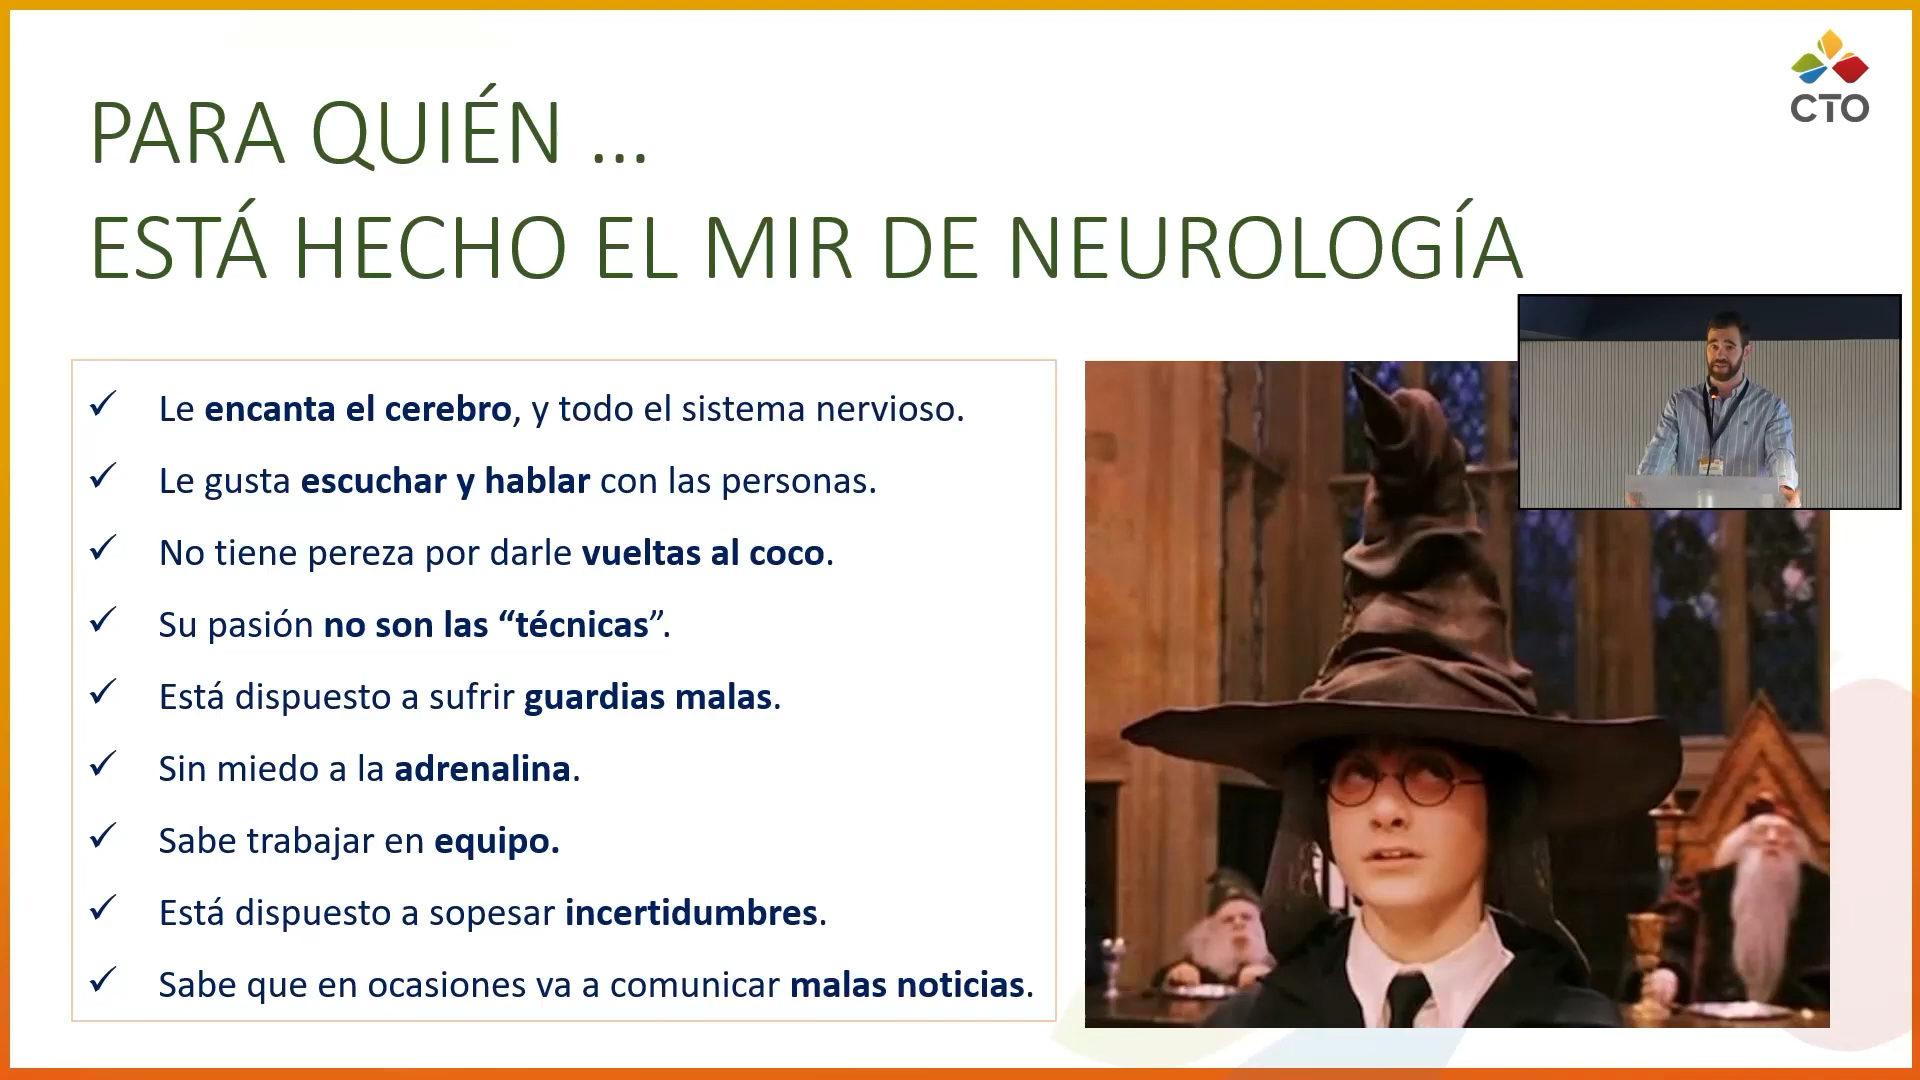 CTO
PARA QUIÉN ...
ESTÁ HECHO EL MIR DE NEUROLOGÍA
Le encanta el cerebro, y todo el sistema nervioso.
Le gusta escuchar y hablar con las personas.
No tiene pereza por darle vueltas al coco.
Su pasión no son las “técnicas”.
Está dispuesto a sufrir guardias malas.
Sin miedo a la adrenalina.
Sabe trabajar en equipo.
Está dispuesto a sopesar incertidumbres.
Sabe que en ocasiones va a comunicar malas noticias.